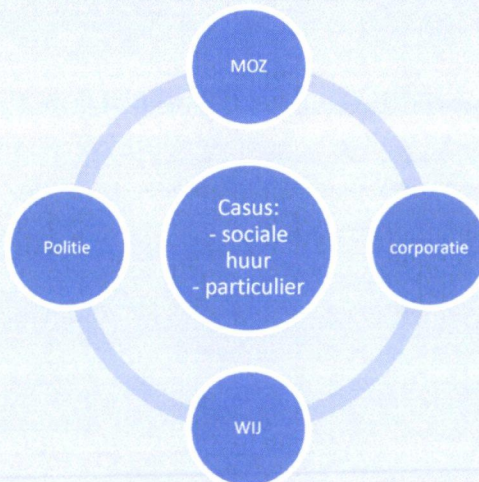 MOZ
Politie
Casus:
- sociale
huur
- particulier
corporatie
WIJ